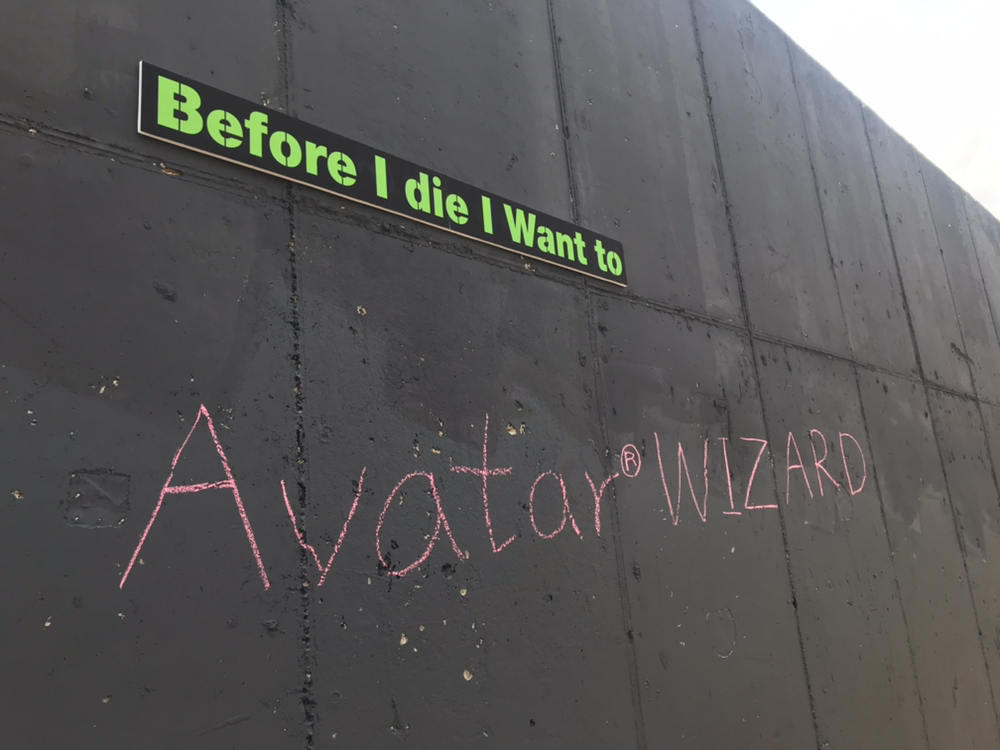 Before I die I Want to
Avatar® WIZARD